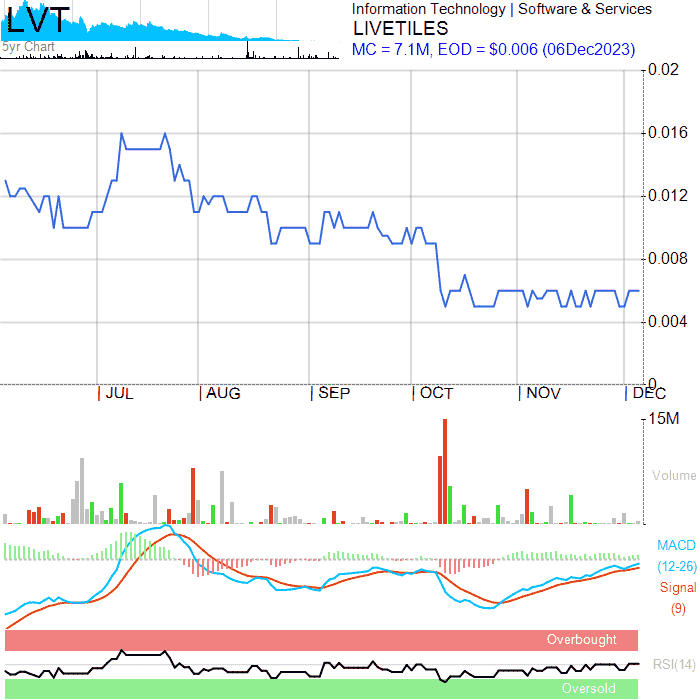 LVT
5yr Chart
Information Technology | Software & Services
LIVETILES
MC = 7.1M, EOD = $0.006 (06Dec2023)
0.02
0.016
0.012
0.008
0.004
0
JUL
AUG
SEP
OCT
NOV
DEC
15M
Volume
MACD
(12-26)
Signal
(9)
Overbought
RSI(14)
Oversold